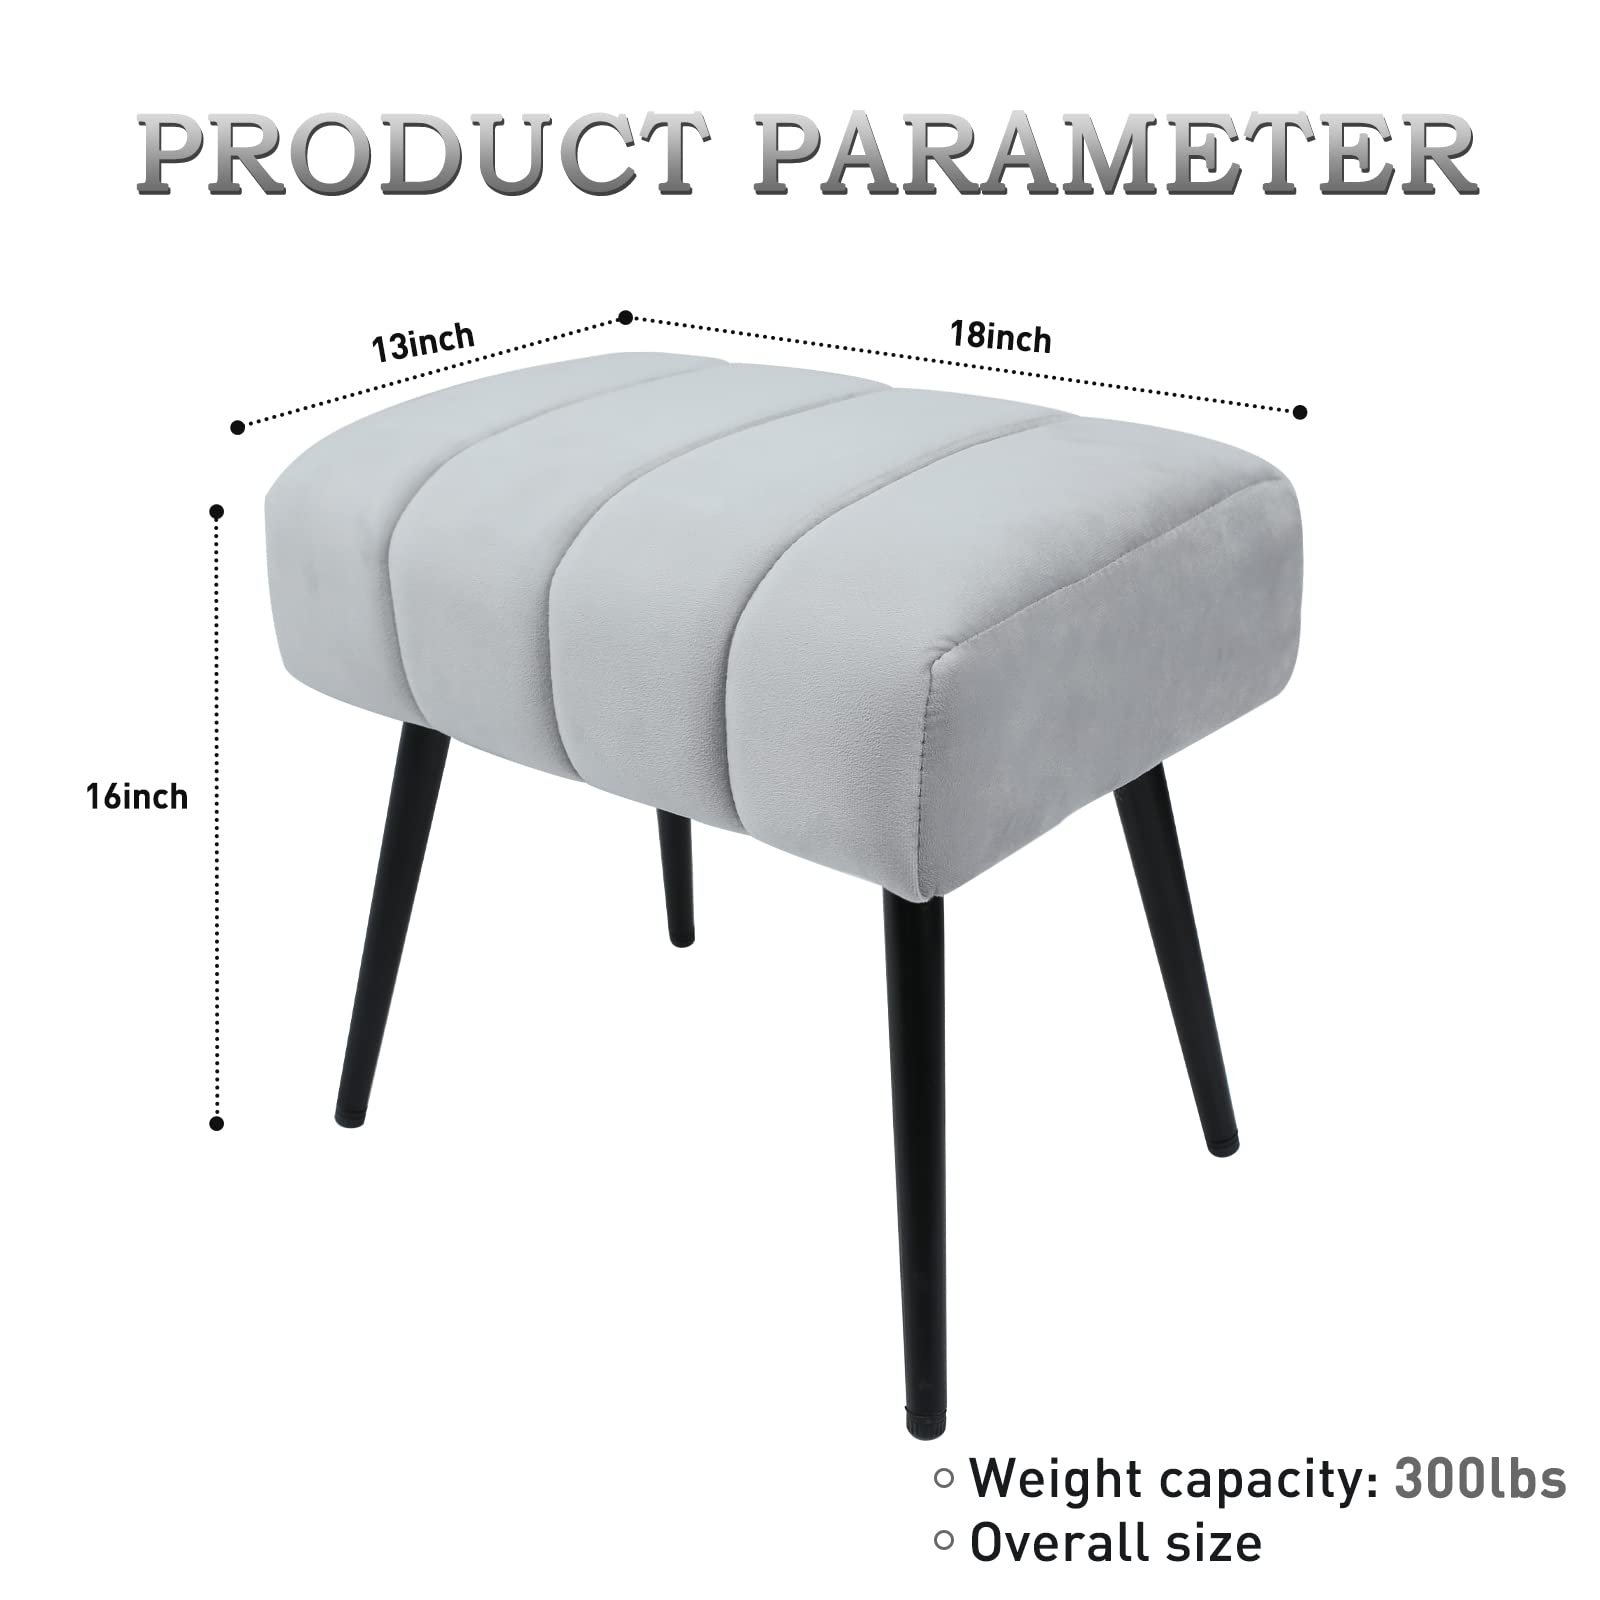 PRODUCT PARAMETER
13inch
18inch
16inch
Weight capacity: 300lbs
Overall size